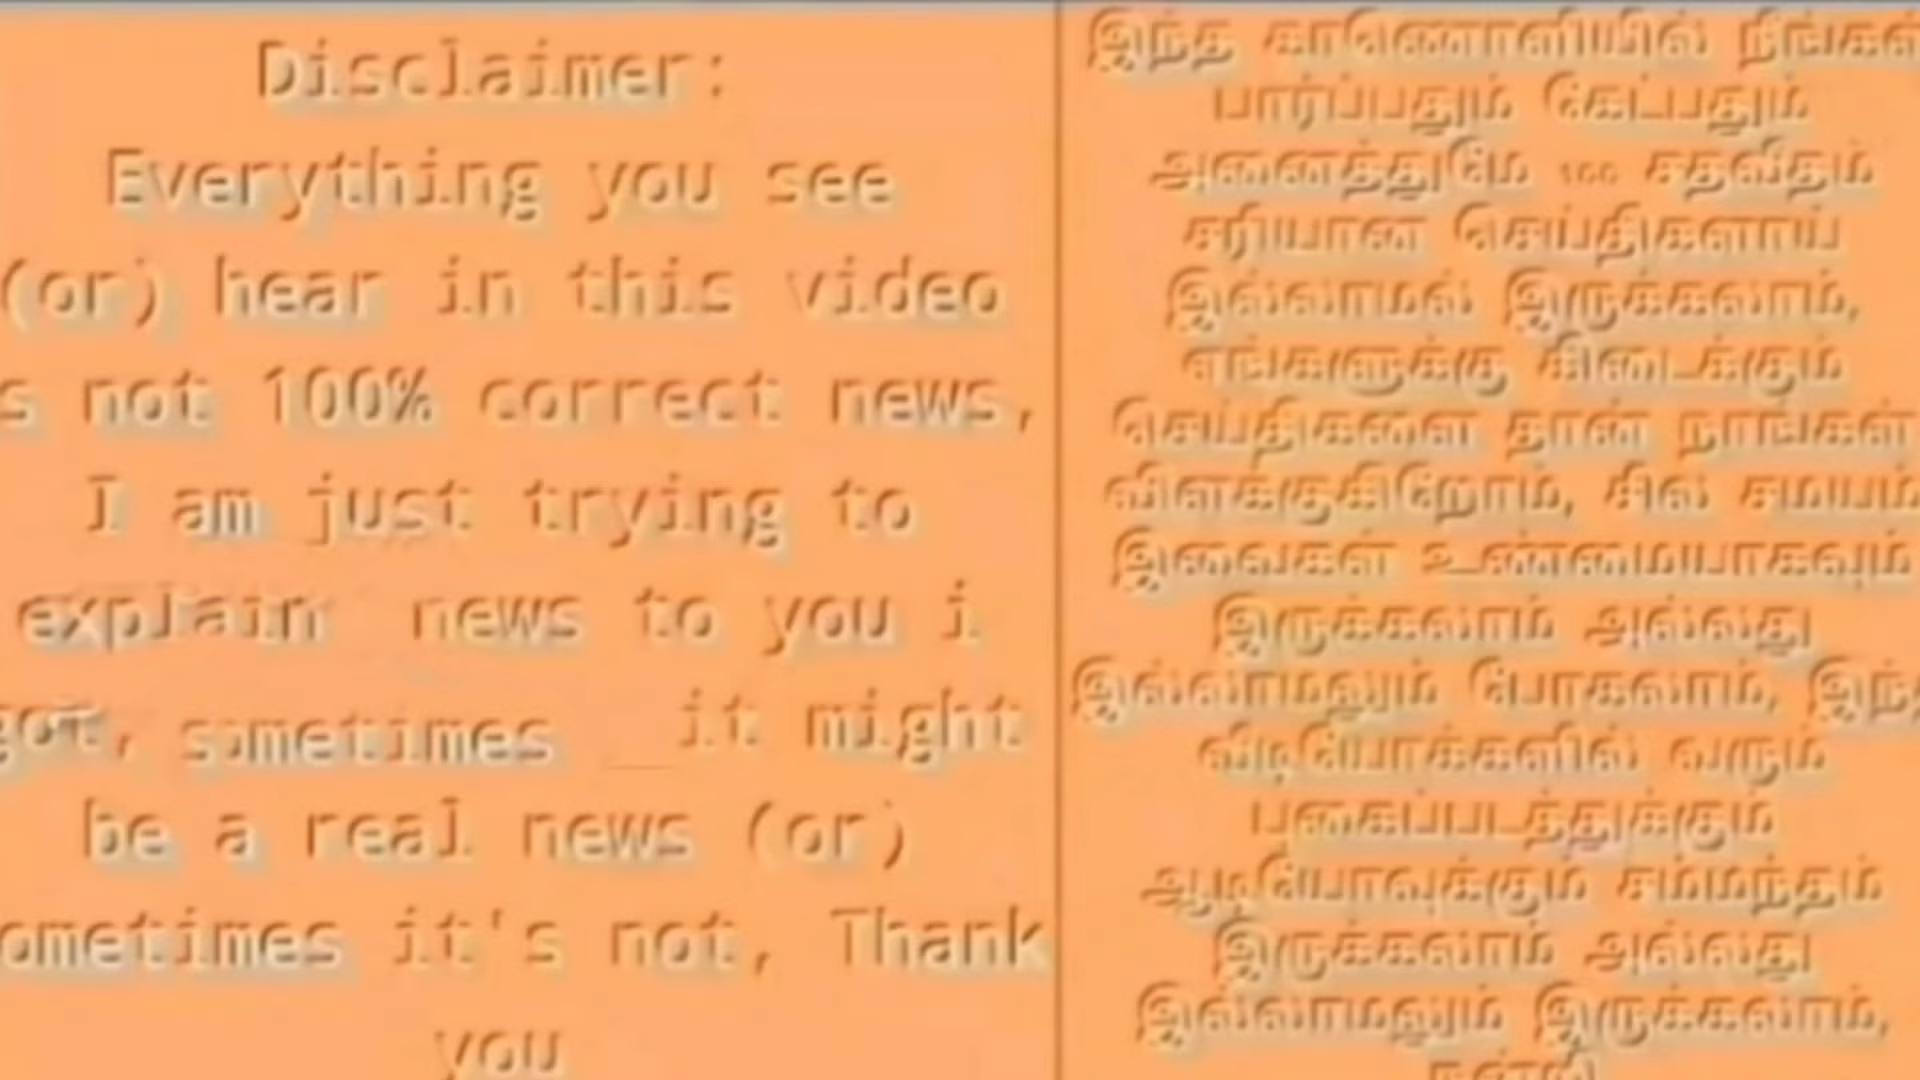 Disclaimer:
Everything you see
(or) hear in this video
s not 100% correct news,
I am just trying to
explain news to you i
got, sometimes _ it might
be a real news (or)
ometimes it's not, Thank
you
இந்த காணொளியில் நீங்கள்
பார்ப்பதும் கேட்பதும்
அனைத்துமே 100 சதவீதம்
சரியான செய்திகளாய்
இல்லாமல் இருக்கலாம்,
எங்களுக்கு கிடைக்கும்
செய்திகளை தான் நாங்கள்
விளக்குகிறோம், சில சமயம்
இவைகள் உண்மையாகவும்
இருக்கலாம் அல்லது
இல்லாமலும் போகலாம், இந்த
வீடியோக்களில் வரும்
புகைப்படத்துக்கும்
ஆடியோவுக்கும் சம்மந்தம்
இருக்கலாம் அல்லது
இல்லாமலும் இருக்கலாம்,